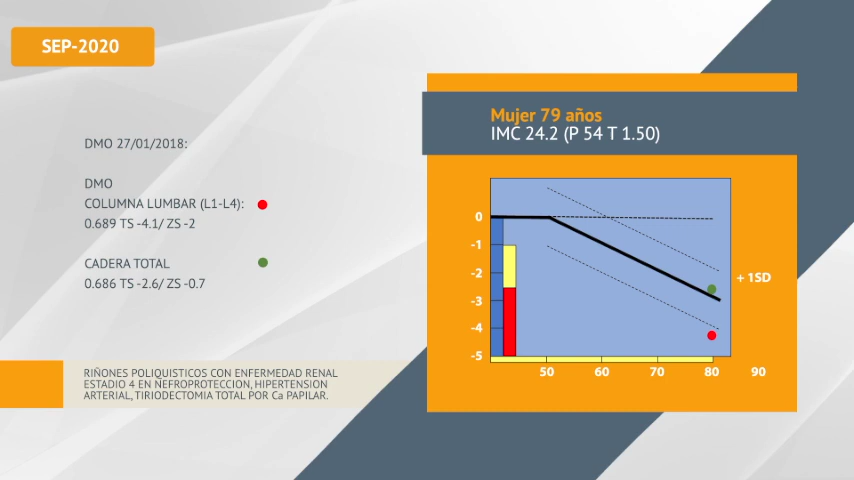 SEP-2020
DMO 27/01/2018:
DMO
COLUMNA LUMBAR (L1-L4):
0.689 TS -4.1/ ZS -2
CADERA TOTAL
0.686 TS -2.6/ ZS -0.7
RIÑONES POLIQUISTICOS CON ENFERMEDAD RENAL
ESTADIO 4 EN NEFROPROTECCION, HIPERTENSION
ARTERIAL, TIRIODECTOMIA TOTAL POR Ca PAPILAR.
Mujer 79 años
IMC 24.2 (P 54 T 1.50)
0
-1
-2
-3
-4
-5
+ 1SD
50 60 70 80 90